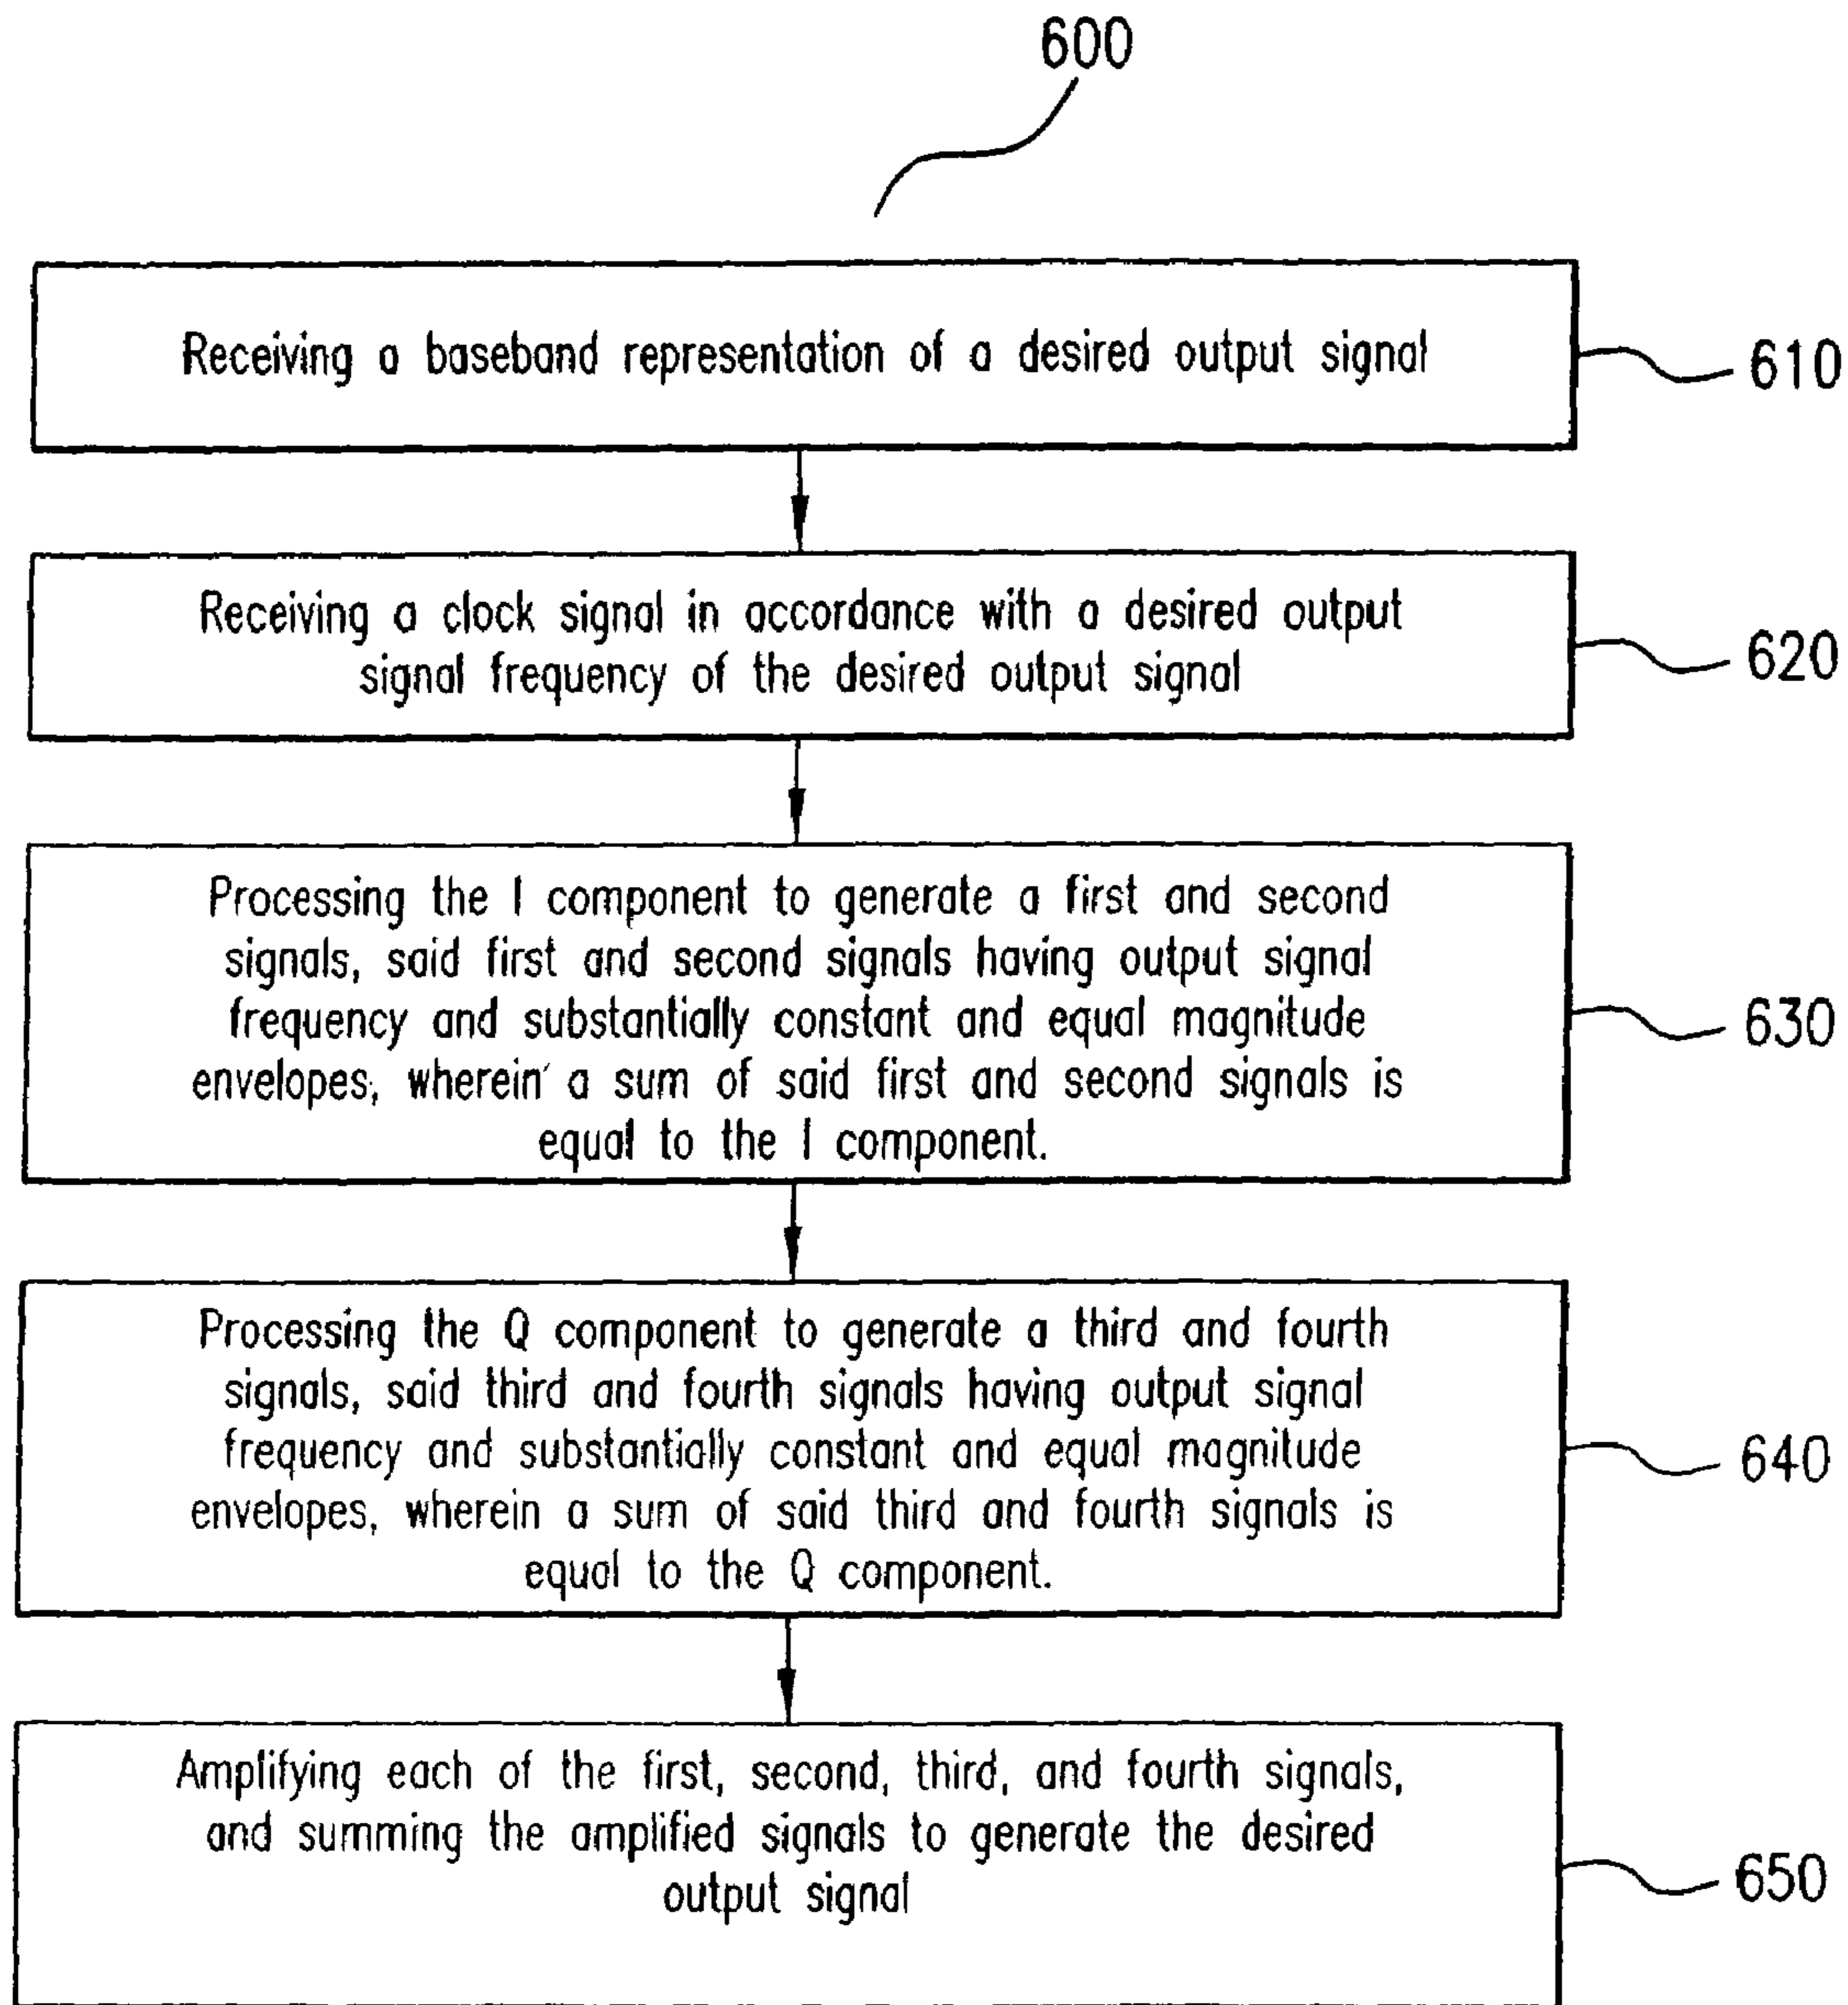 600
Receiving a baseband representation of a desired output signal
610
Receiving a clock signal in accordance with a desired output
signal frequency of the desired output signal
620
Processing the I component to generate a first and second
signals, said first and second signals having output signal
frequency and substantially constant and equal magnitude
envelopes, wherein a sum of said first and second signals is
equal to the I component.
630
Processing the Q component to generate a third and fourth
signals, said third and fourth signals having output signal
frequency and substantially constant and equal magnitude
envelopes, wherein a sum of said third and fourth signals is
equal to the Q component.
640
Amplifying each of the first, second, third, and fourth signals,
and summing the amplified signals to generate the desired
output signal
650